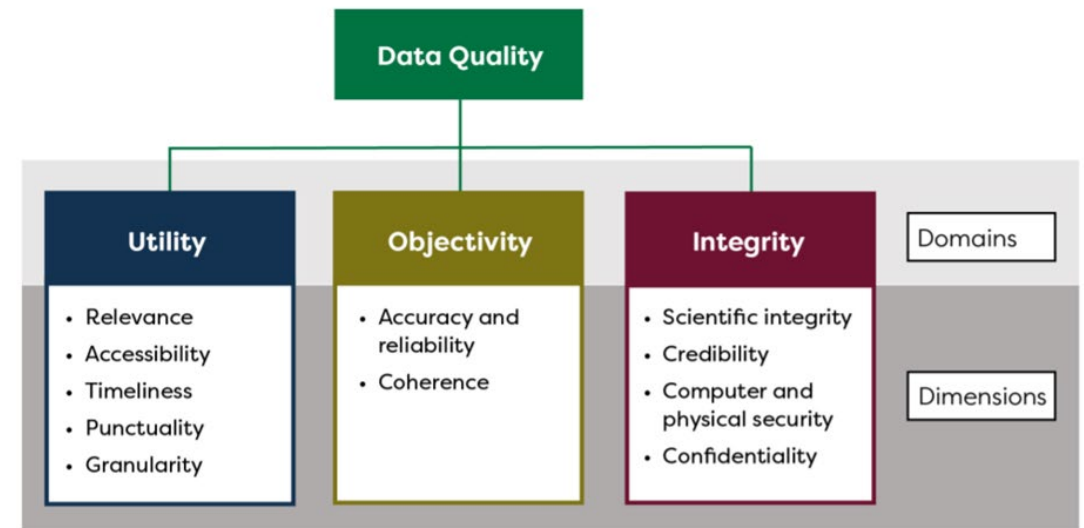 Data Quality
Utility
Objectivity
Integrity
Domains
• Relevance
• Accessibility
• Timeliness
• Punctuality
• Granularity
• Accuracy and
reliability
• Coherence
• Scientific integrity
• Credibility
• Computer and
physical security
• Confidentiality
Dimensions